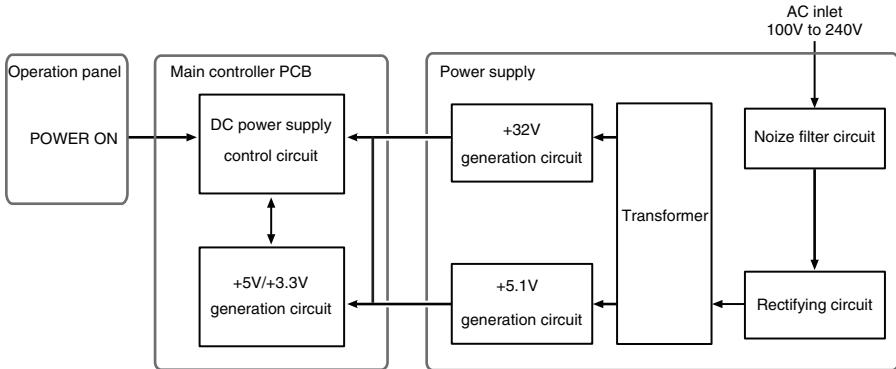 AC inlet
100V to 240V
Operation panel
POWER ON
Main controller PCB
DC power supply
control circuit
+5V/+3.3V
generation circuit
Power supply
+32V
generation circuit
+5.1V
generation circuit
Transformer
Noize filter circuit
Rectifying circuit